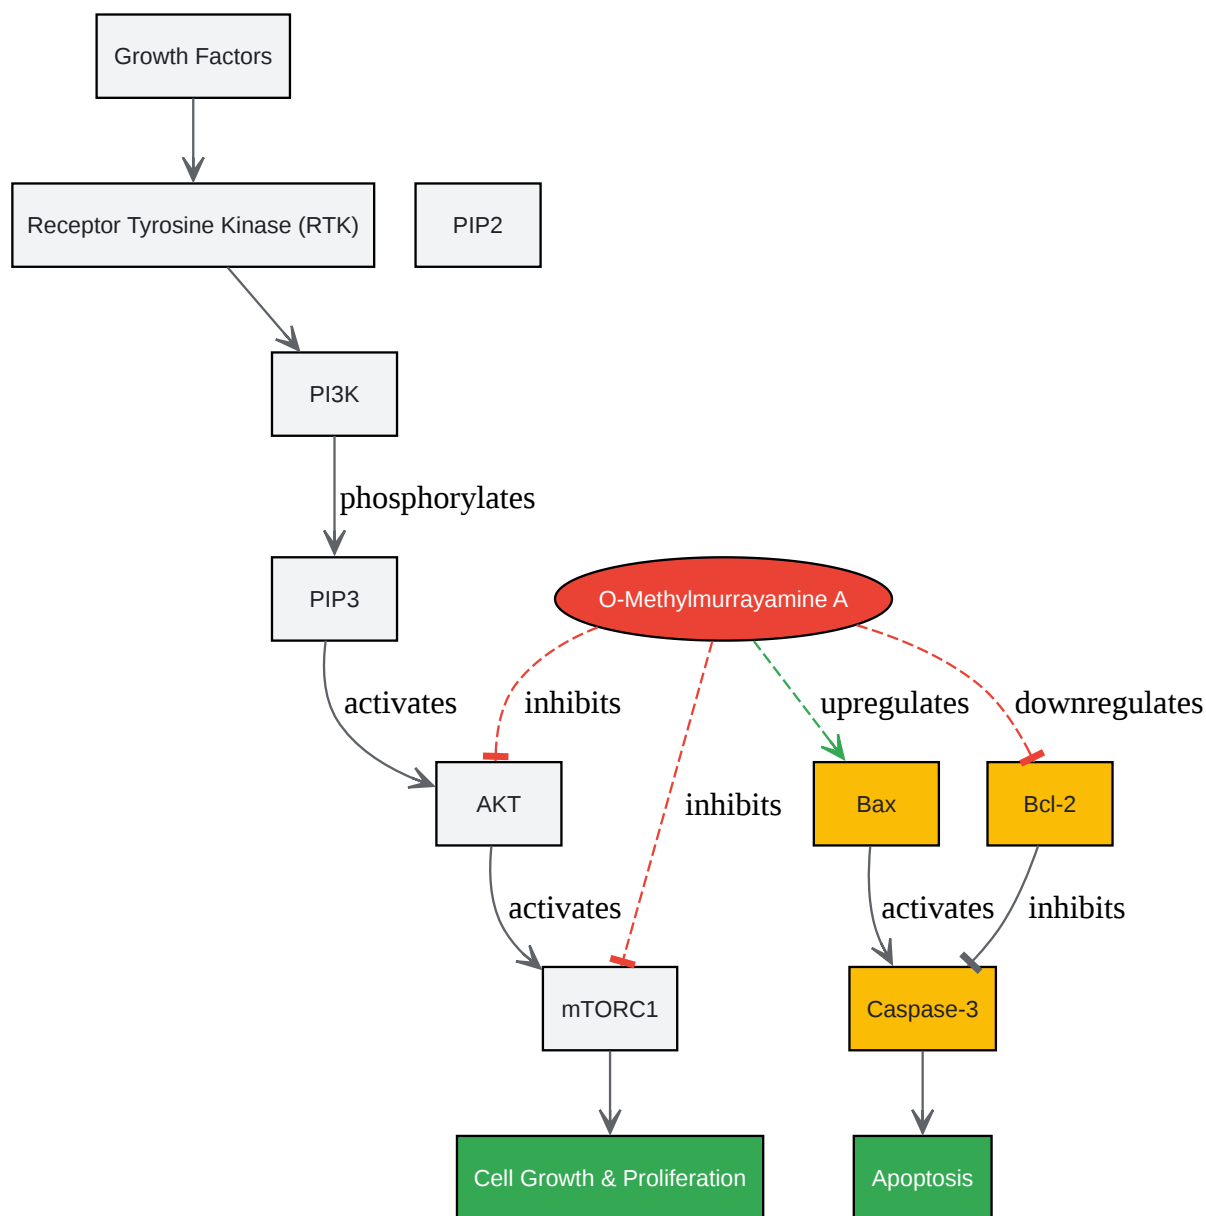 Growth Factors
Receptor Tyrosine Kinase (RTK)
PIP2
PI3K
phosphorylates
PIP3
O-Methylmurrayamine A
activates
inhibits
upregulates
downregulates
AKT
inhibits
Bax
Bcl-2
activates
activates
inhibits
mTORC1
Caspase-3
Cell Growth & Proliferation
Apoptosis